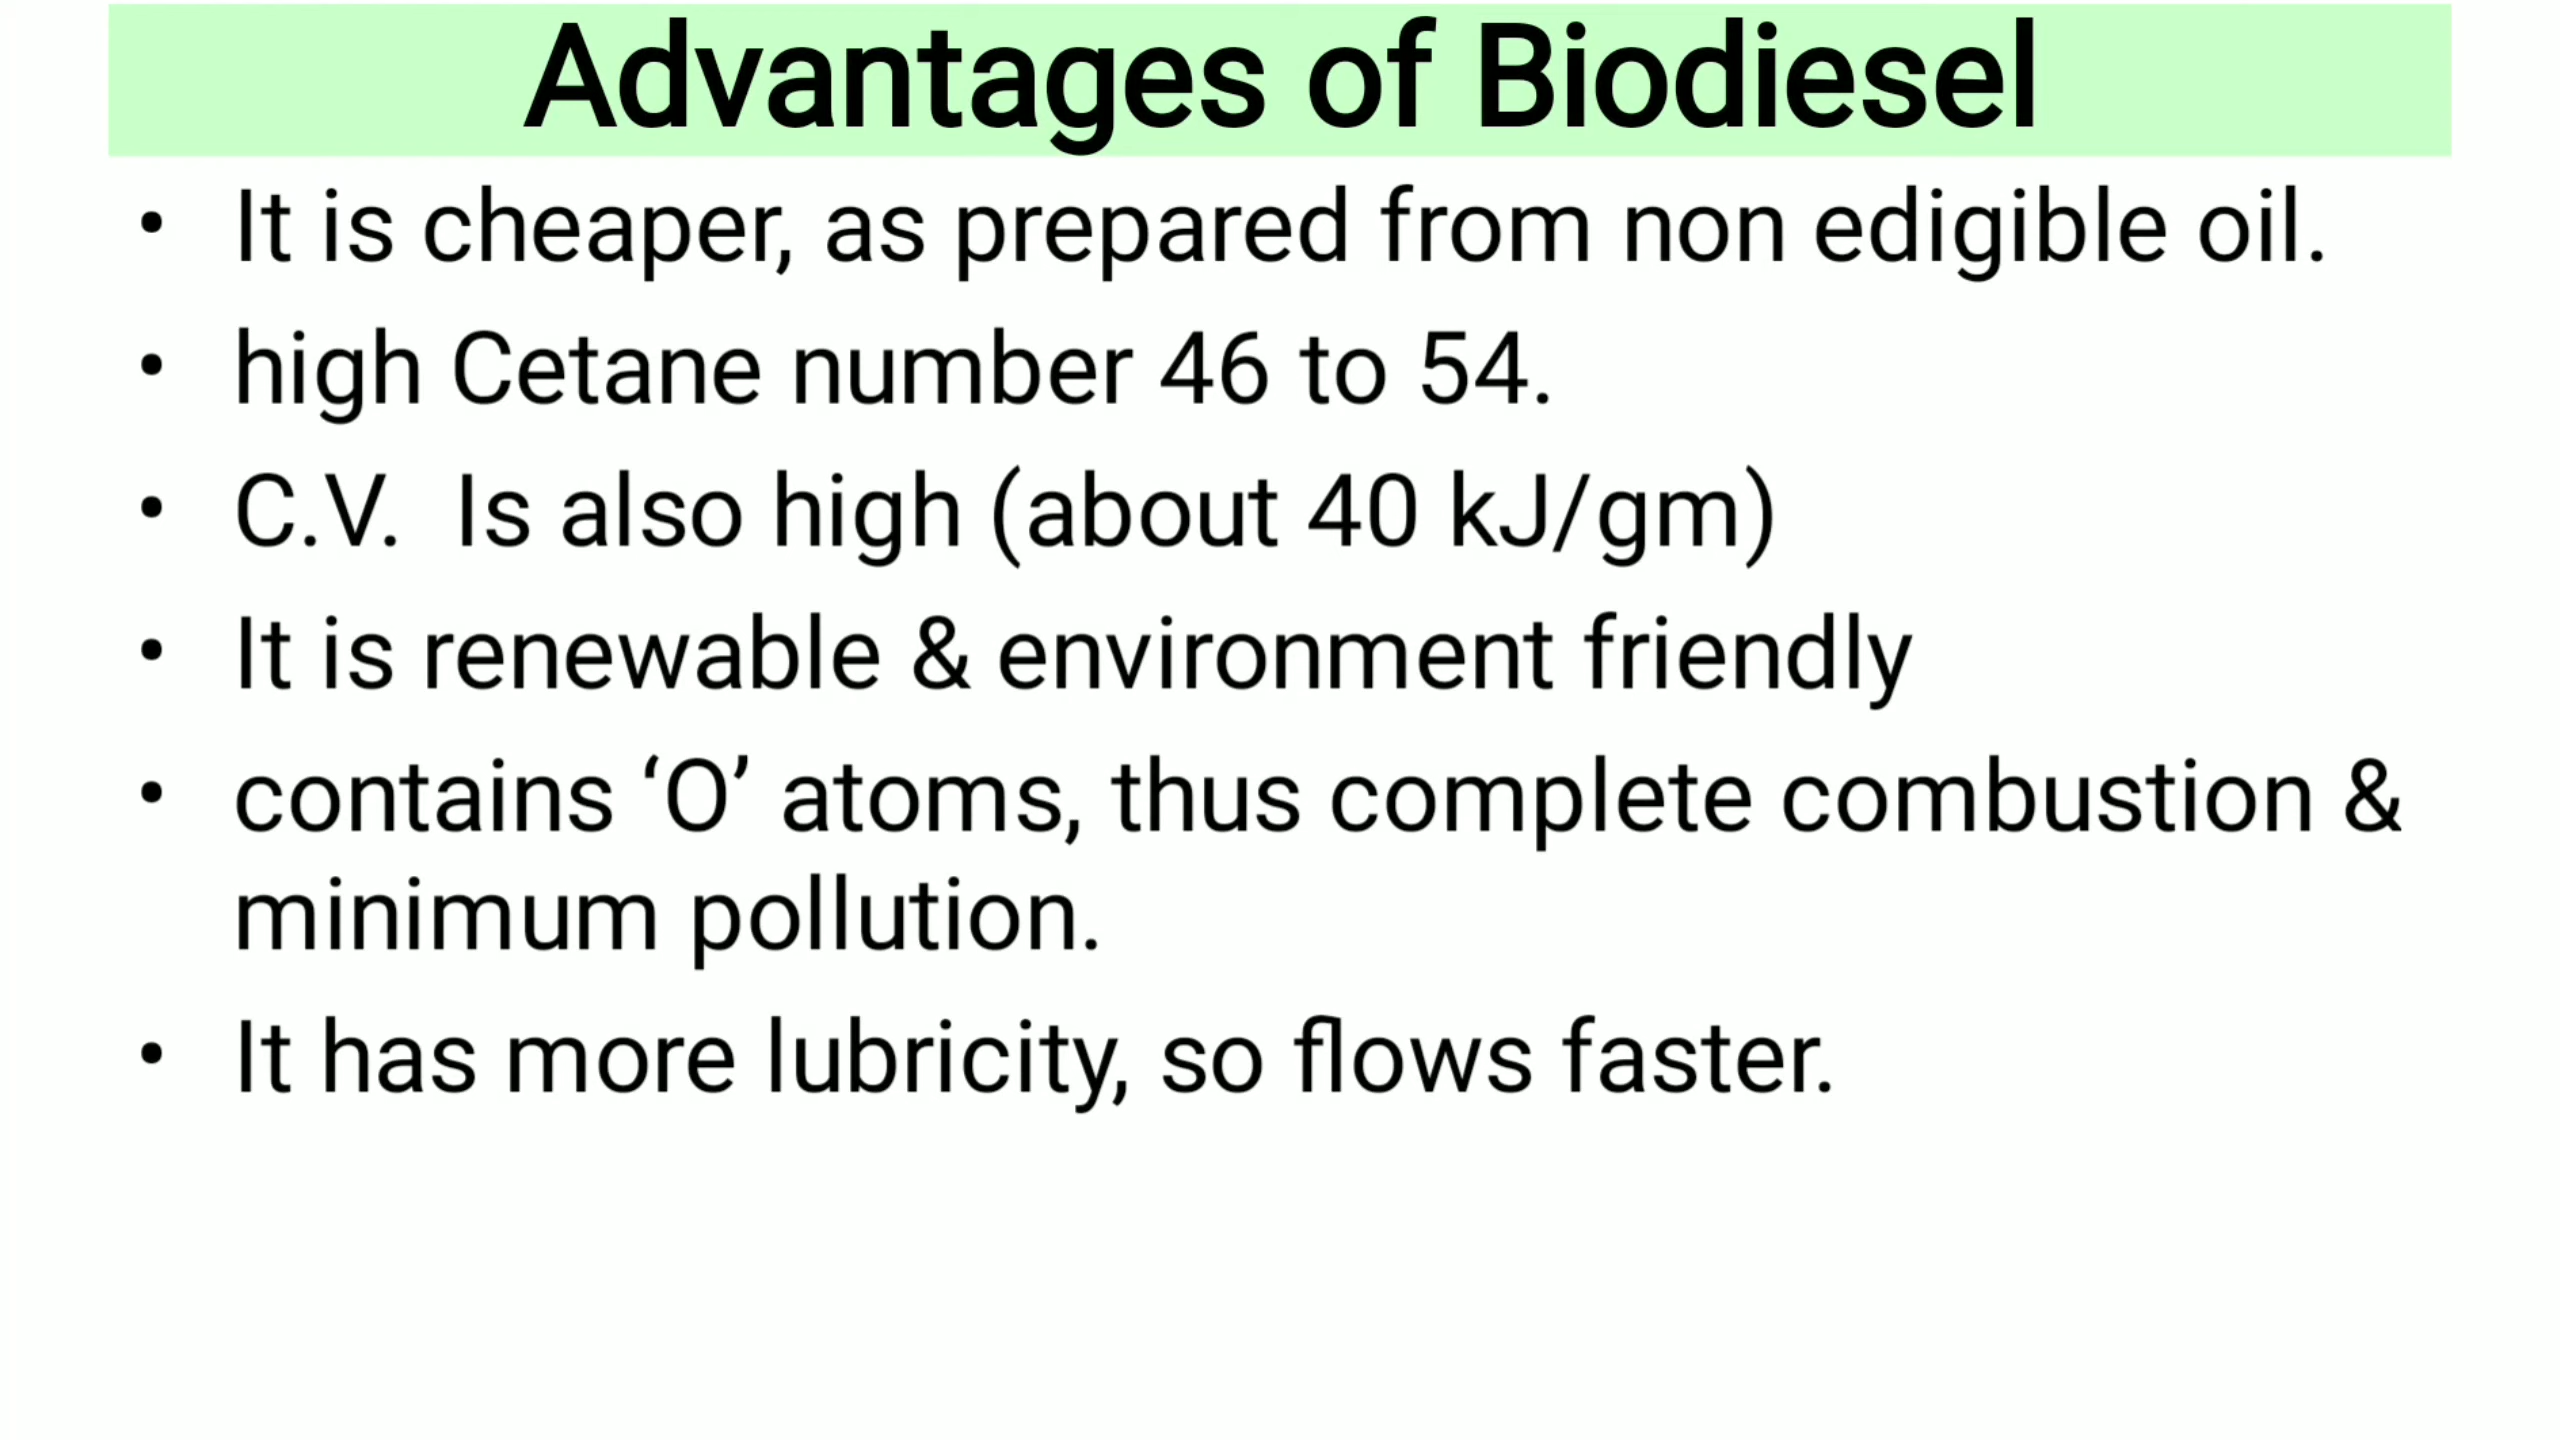 Advantages of Biodiesel
• It is cheaper, as prepared from non edigible oil.
• high Cetane number 46 to 54.
• C.V.  Is also high (about 40 kJ/gm)
• It is renewable & environment friendly
• contains ‘O’ atoms, thus complete combustion &
minimum pollution.
• It has more lubricity, so flows faster.